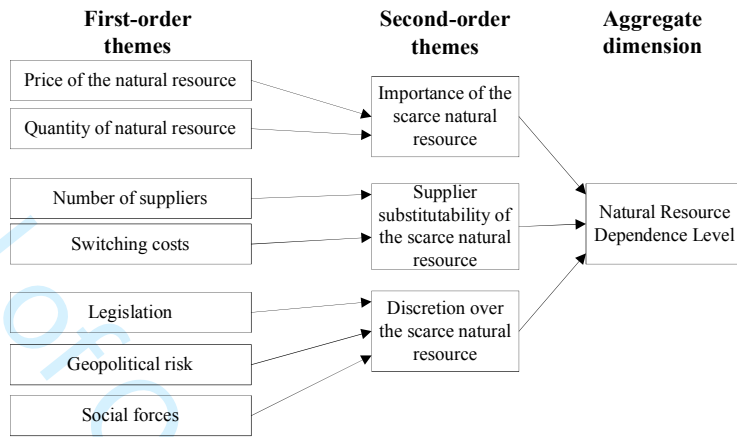 First-order
themes
Second-order
themes
Aggregate
dimension
Price of the natural resource
Quantity of natural resource
Number of suppliers
Switching costs
Legislation
Geopolitical risk
Social forces
Importance of the
scarce natural
resource
Supplier
substitutability of
the scarce natural
resource
Discretion over
the scarce natural
resource
Natural Resource
Dependence Level